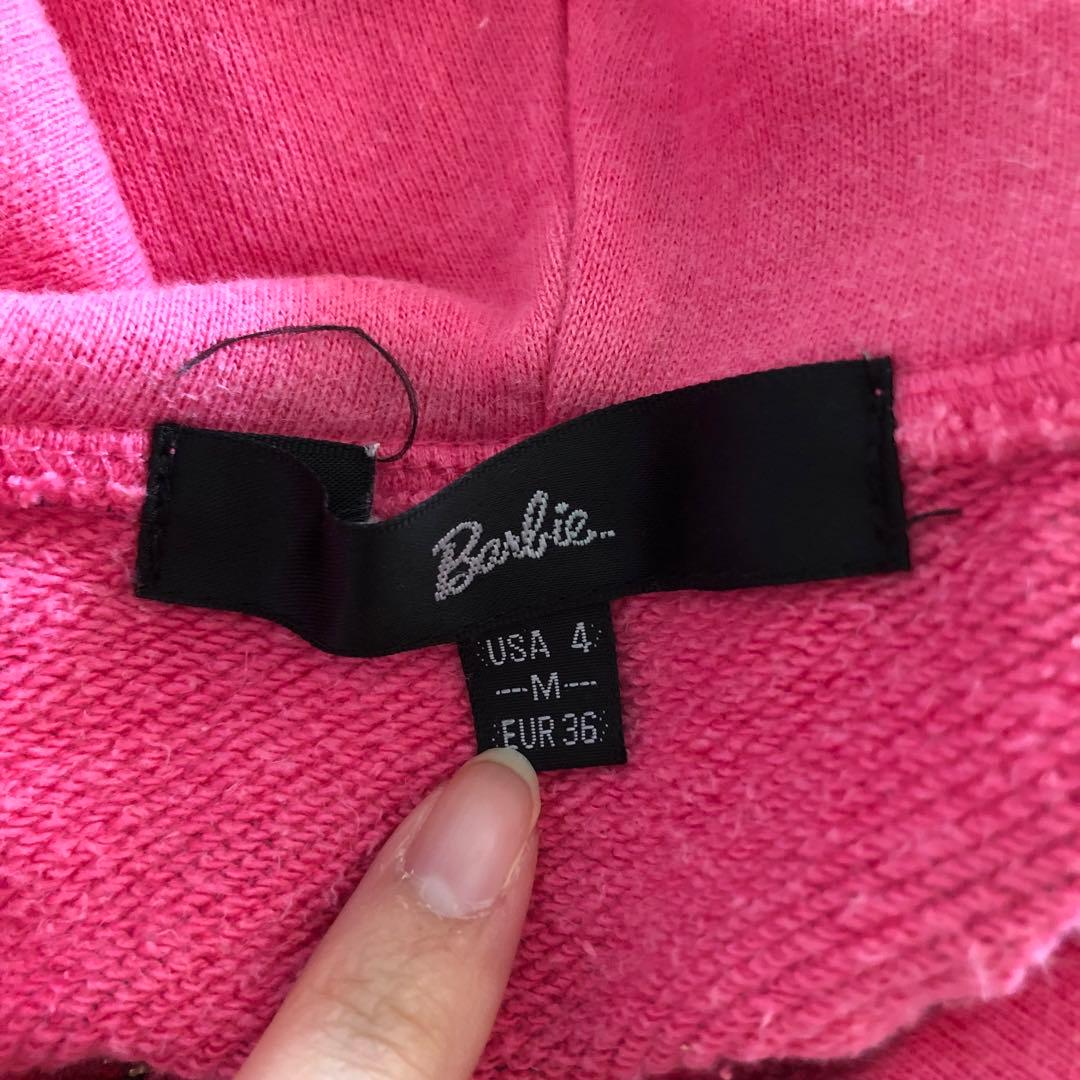 Barbie
USA 4
---M---
EUR 36